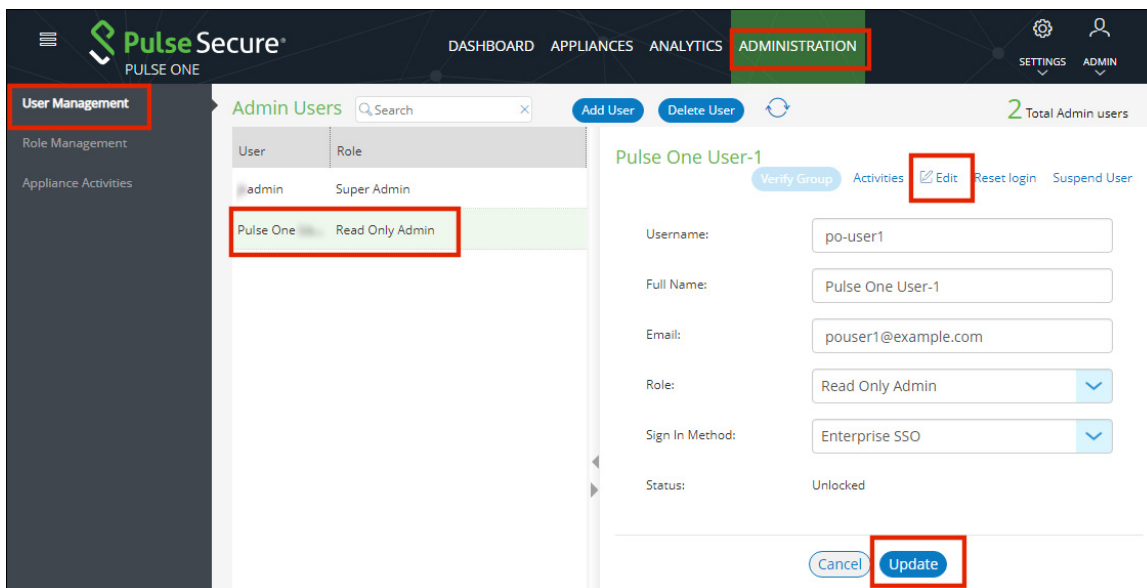 Pulse Secure®
PULSE ONE
DASHBOARD APPLIANCES ANALYTICS ADMINISTRATION
SETTINGS ADMIN
User Management
Role Management
Appliance Activities
Admin Users Search × Add User Delete User 2 Total Admin users
User Role
admin Super Admin
Pulse One Read Only Admin
Pulse One User-1
Verify Group Activities Edit Reset login Suspend User
Username: po-user1
Full Name: Pulse One User-1
Email: pouser1@example.com
Role: Read Only Admin
Sign In Method: Enterprise SSO
Status: Unlocked
Cancel Update